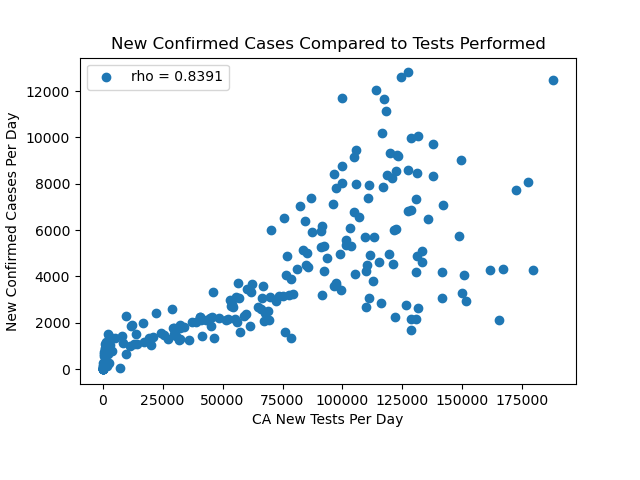 New Confirmed Cases Compared to Tests Performed
rho = 0.8391
New Confirmed Caeses Per Day
12000
10000
8000
6000
4000
2000
0
0 25000 50000 75000 100000 125000 150000 175000
CA New Tests Per Day